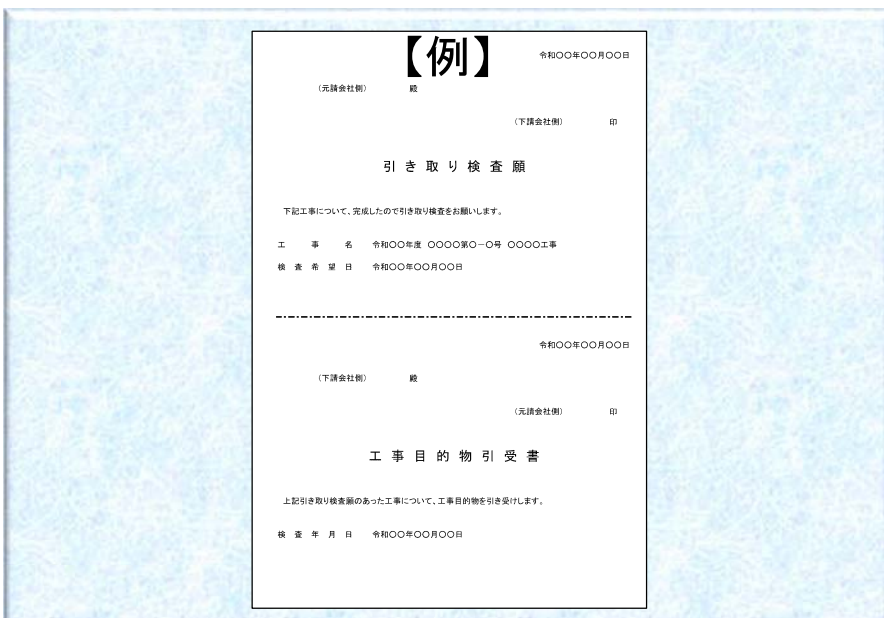 【例】
令和〇〇年〇〇月〇〇日
（元請会社側）　　　　殿
（下請会社側）　　　　印
引き取り検査願
下記工事について、完成したので引き取り検査をお願いします。
工事名　令和〇〇年度 〇〇〇〇第〇－〇号 〇〇〇〇工事
検査希望日　令和〇〇年〇〇月〇〇日
令和〇〇年〇〇月〇〇日
（下請会社側）　　　　殿
（元請会社側）　　　　印
工事目的物引受書
上記引き取り検査願のあった工事について、工事目的物を引き受けします。
検査年月日　令和〇〇年〇〇月〇〇日